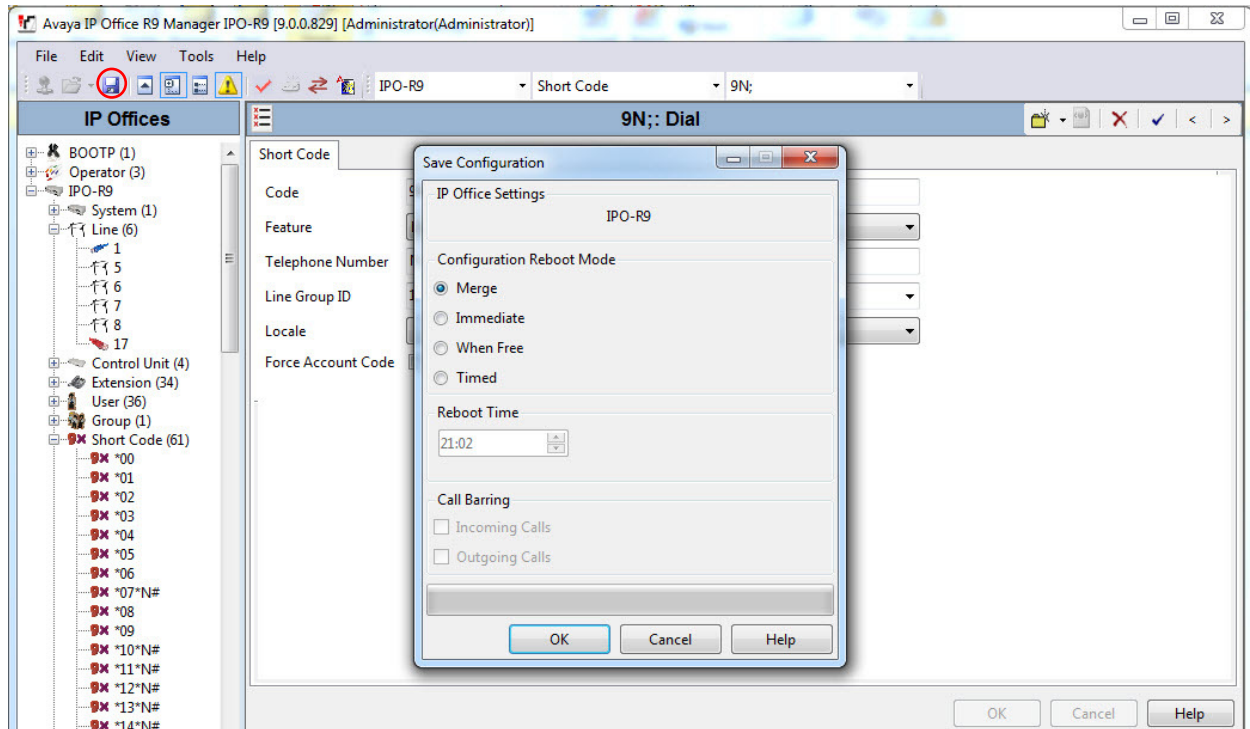 Avaya IP Office R9 Manager IPO-R9 [9.0.0.829] [Administrator(Administrator)]
File Edit View Tools Help
IPO-R9 Short Code 9N;
IP Offices
9N;: Dial
BOOTP (1)
Operator (3)
IPO-R9
System (1)
Line (6)
1
5
6
7
8
17
Control Unit (4)
Extension (34)
User (36)
Group (1)
Short Code (61)
*00
*01
*02
*03
*04
*05
*06
*07*N#
*08
*09
*10*N#
*11*N#
*12*N#
*13*N#
*14*N#
Short Code
Code
Feature
Telephone Number
Line Group ID
Locale
Force Account Code
Save Configuration
IP Office Settings
IPO-R9
Configuration Reboot Mode
Merge
Immediate
When Free
Timed
Reboot Time
21:02
Call Barring
Incoming Calls
Outgoing Calls
OK Cancel Help
OK Cancel Help